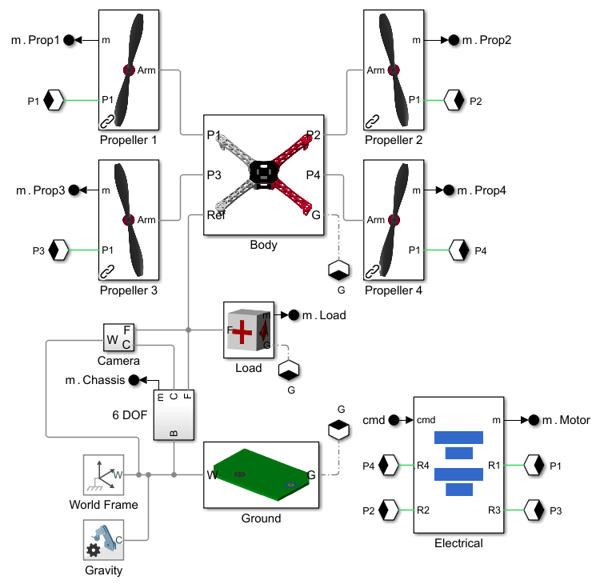 m.Prop1
m
Arm
P1
P1
Propeller 1
m
m.Prop2
Arm
P1
P2
Propeller 2
P1
P2
P3
P4
Ref
G
Body
G
m.Prop3
m
Arm
P3
P1
Propeller 3
m
m.Prop4
Arm
P1
P4
Propeller 4
F
m
G
m.Load
Load
G
W
F
C
Camera
m.Chassis
m
C
F
B
6 DOF
W
World Frame
C
Gravity
W
G
Ground
G
cmd
cmd
m
m.Motor
P4
R4
R1
P1
P2
R2
R3
P3
Electrical